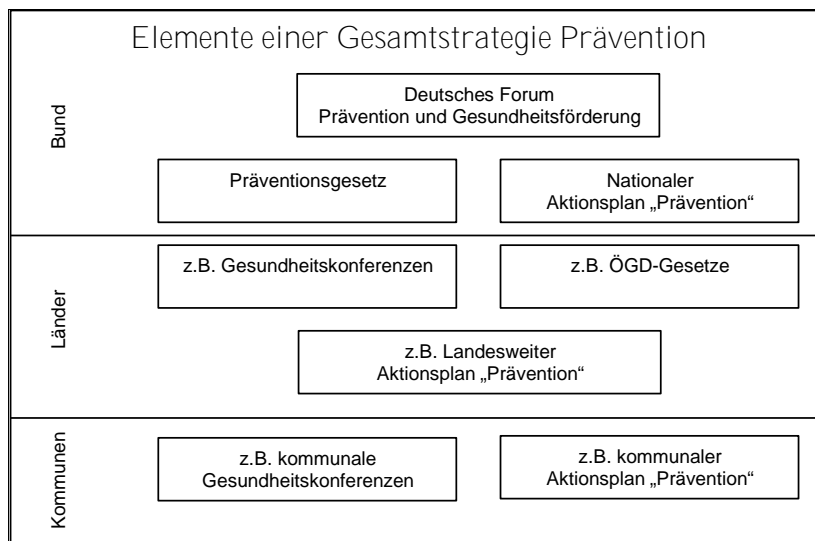 Elemente einer Gesamtstrategie Prävention
Bund
Deutsches Forum
Prävention und Gesundheitsförderung
Präventionsgesetz
Nationaler
Aktionsplan „Prävention“
Länder
z.B. Gesundheitskonferenzen
z.B. ÖGD-Gesetze
z.B. Landesweiter
Aktionsplan „Prävention“
Kommunen
z.B. kommunale
Gesundheitskonferenzen
z.B. kommunaler
Aktionsplan „Prävention“